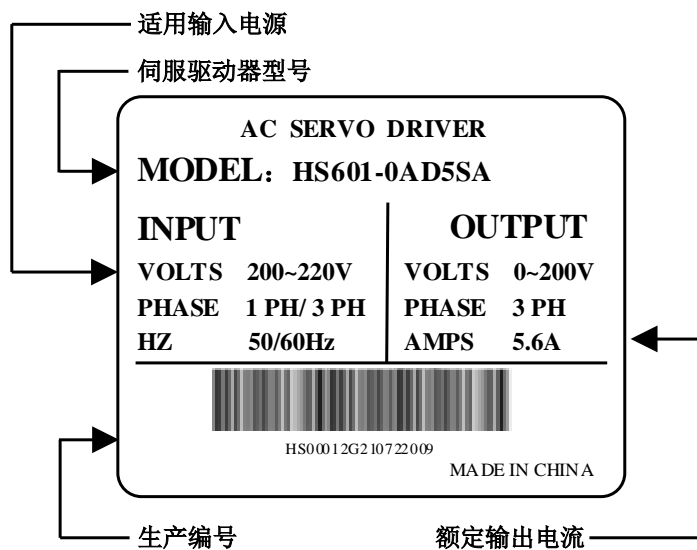 适用输入电源
伺服驱动器型号
AC SERVO DRIVER
MODEL：HS601-0AD5SA
INPUT OUTPUT
VOLTS 200~220V VOLTS 0~200V
PHASE 1 PH/ 3 PH PHASE 3 PH
HZ 50/60Hz AMPS 5.6A
HS00012G210722009
MADE IN CHINA
生产编号 额定输出电流